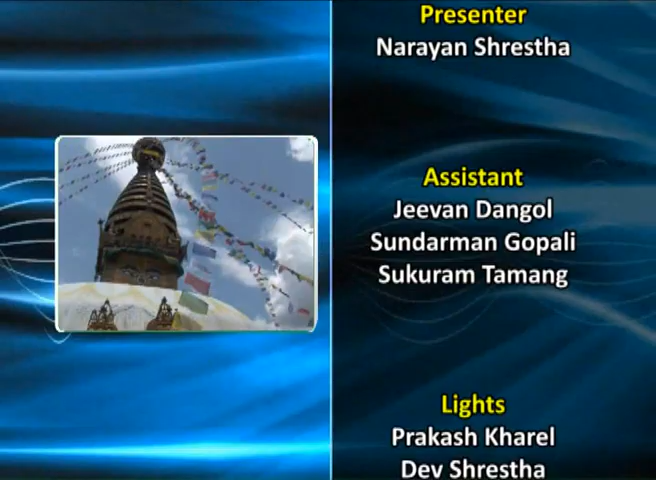 Presenter
Narayan Shrestha
Assistant
Jeevan Dangol
Sundarman Gopali
Sukuram Tamang
Lights
Prakash Kharel
Dev Shrestha